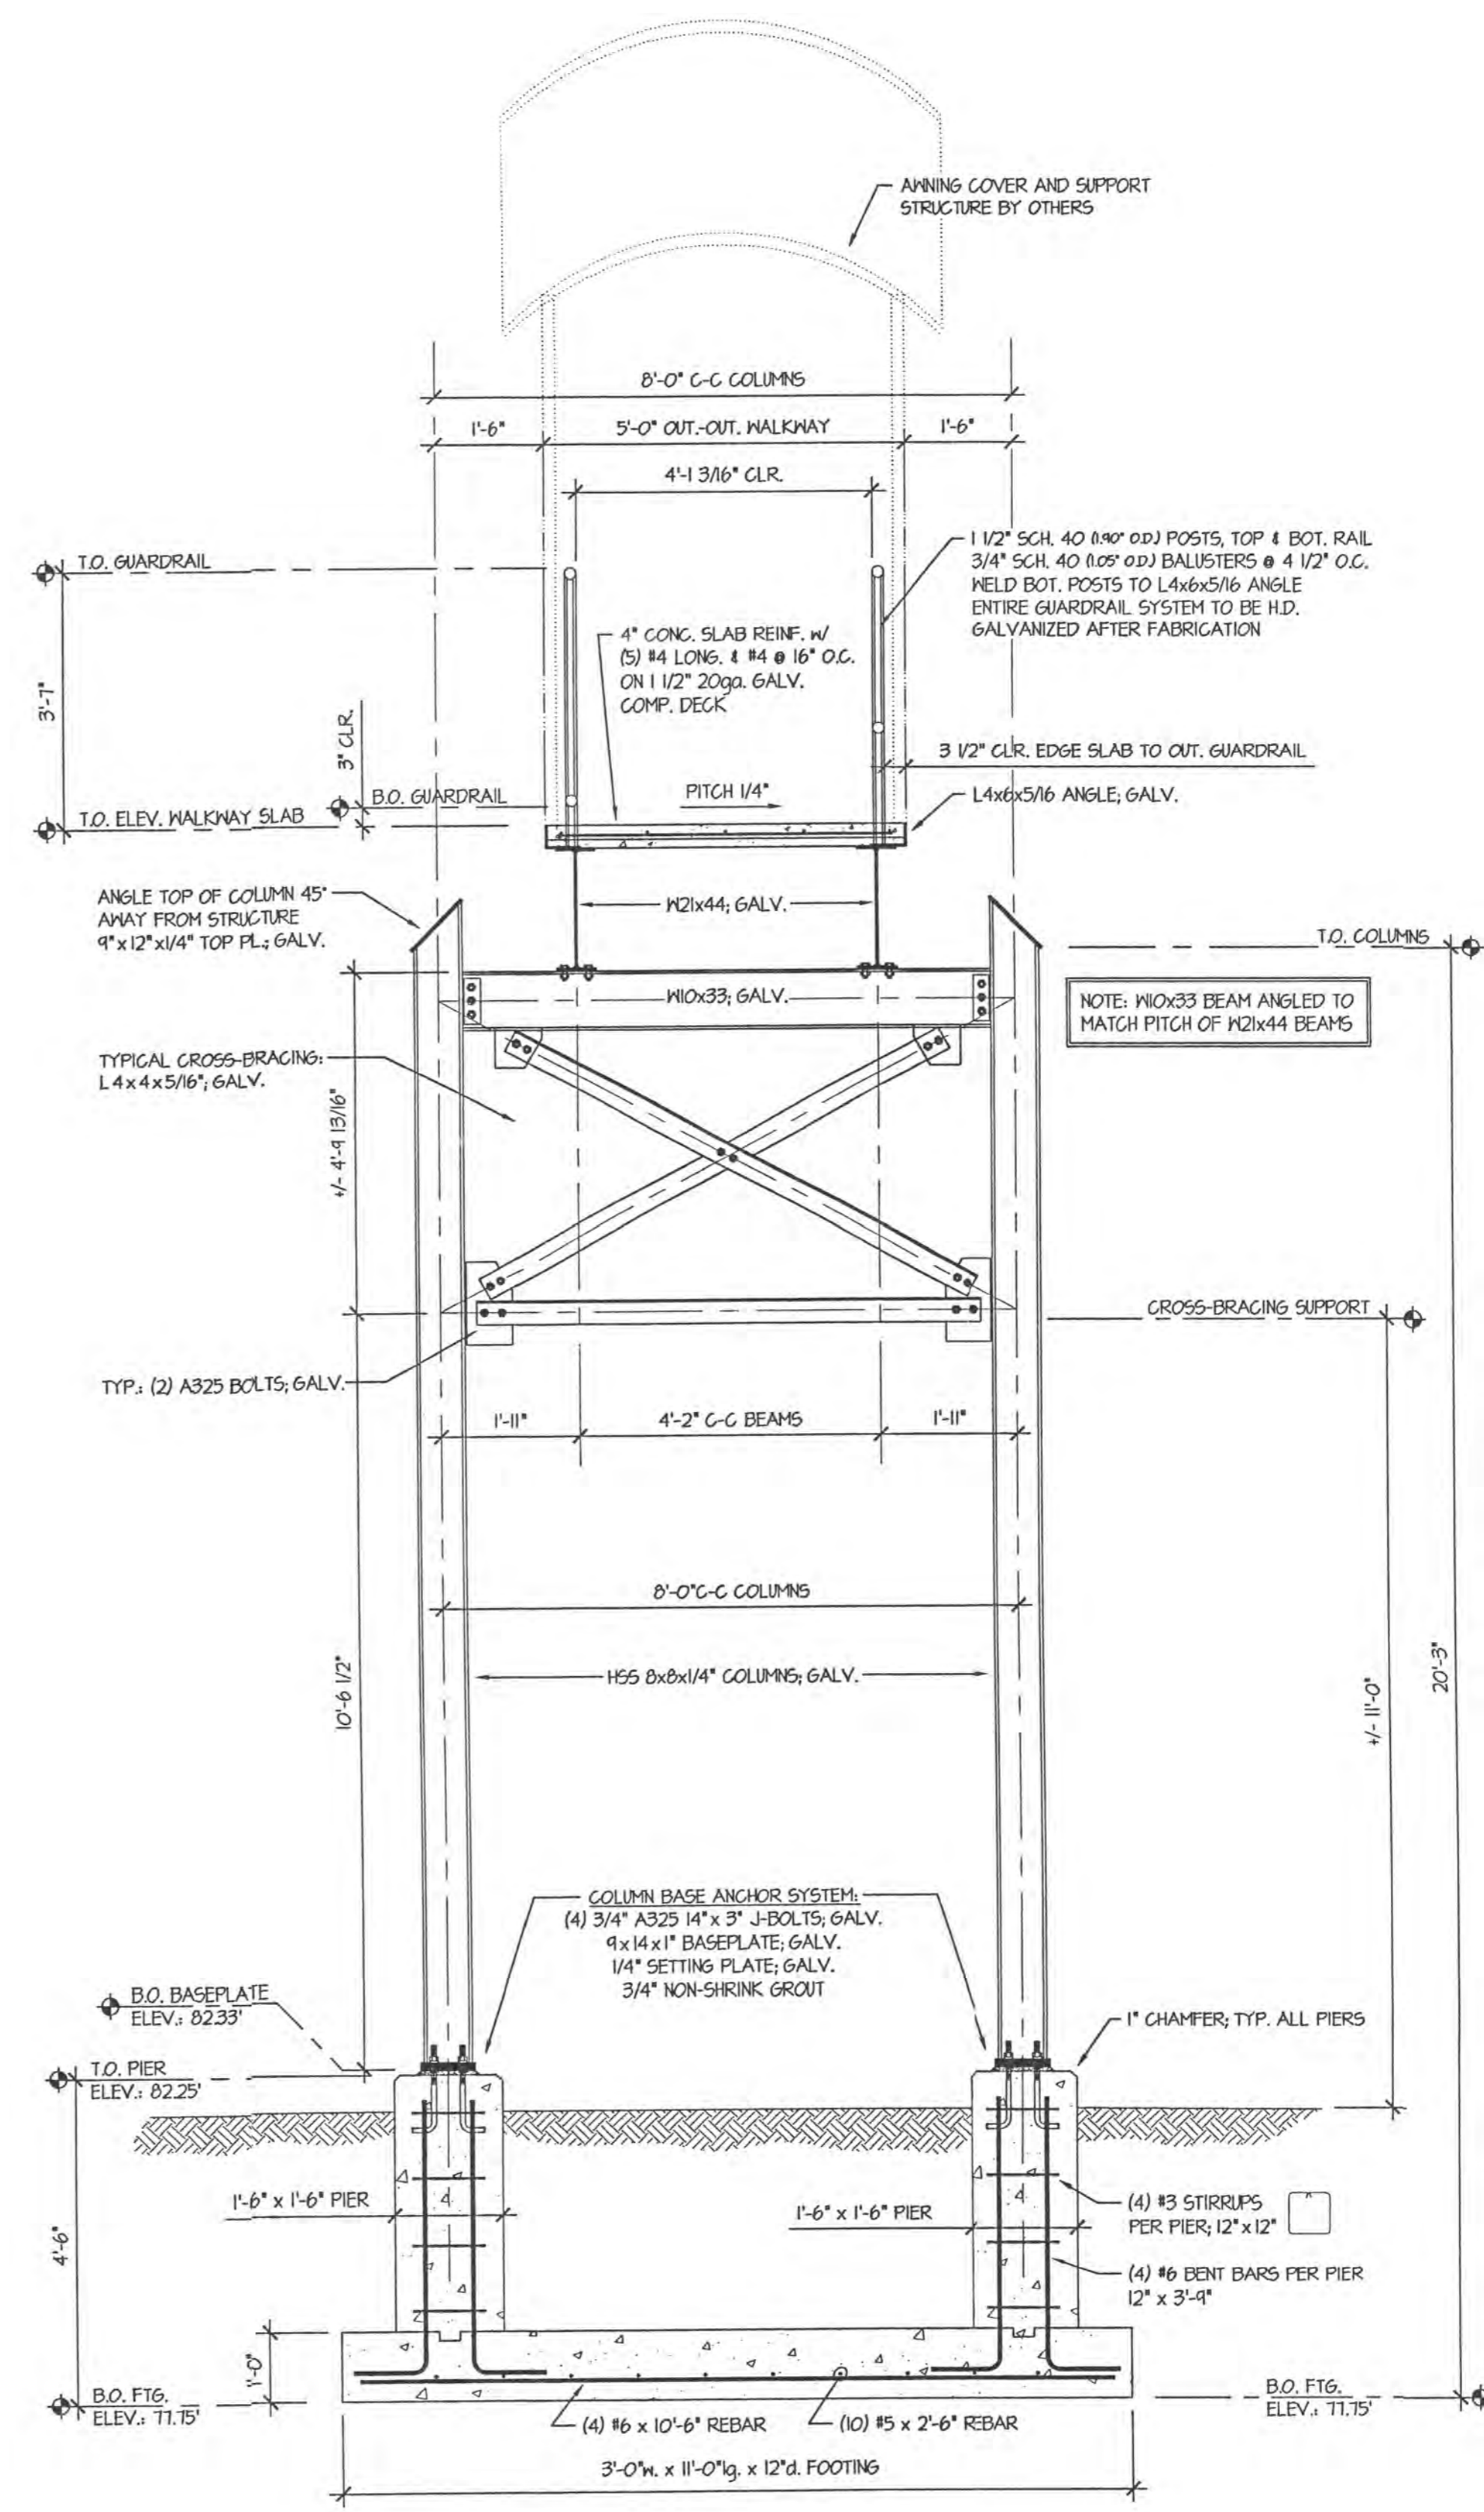 AWNING COVER AND SUPPORT
STRUCTURE BY OTHERS
8'-0" C-C COLUMNS
1'-6"
5'-0" OUT.-OUT. WALKWAY
1'-6"
4'-1 3/16" CLR.
T.O. GUARDRAIL
1 1/2" SCH. 40 (1.90" O.D.) POSTS, TOP & BOT. RAIL
3/4" SCH. 40 (1.05" O.D.) BALUSTERS @ 4 1/2" O.C.
WELD BOT. POSTS TO L4x6x5/16 ANGLE
ENTIRE GUARDRAIL SYSTEM TO BE H.D.
GALVANIZED AFTER FABRICATION
4" CONC. SLAB REINF. W/
(5) #4 LONG. & #4 @ 16" O.C.
ON 1 1/2" 20ga. GALV.
COMP. DECK
3'-7"
3" CLR.
3 1/2" CLR. EDGE SLAB TO OUT. GUARDRAIL
B.O. GUARDRAIL
PITCH 1/4"
L4x6x5/16 ANGLE; GALV.
T.O. ELEV. WALKWAY SLAB
ANGLE TOP OF COLUMN 45°
AWAY FROM STRUCTURE
9"x12"x1/4" TOP PL.; GALV.
W21x44; GALV.
T.O. COLUMNS
W10x33; GALV.
NOTE: W10x33 BEAM ANGLED TO
MATCH PITCH OF W21x44 BEAMS
TYPICAL CROSS-BRACING:
L 4x4x5/16"; GALV.
+/- 4'-9 13/16"
CROSS-BRACING SUPPORT
TYP.: (2) A325 BOLTS; GALV.
1'-11"
4'-2" C-C BEAMS
1'-11"
8'-0"C-C COLUMNS
HSS 8x8x1/4" COLUMNS; GALV.
10'-6 1/2"
+/- 11'-0"
20'-3"
COLUMN BASE ANCHOR SYSTEM:
(4) 3/4" A325 14" x 3" J-BOLTS; GALV.
9x14x1" BASEPLATE; GALV.
1/4" SETTING PLATE; GALV.
3/4" NON-SHRINK GROUT
B.O. BASEPLATE
ELEV.: 82.33'
1" CHAMFER; TYP. ALL PIERS
T.O. PIER
ELEV.: 82.25'
1'-6" x 1'-6" PIER
1'-6" x 1'-6" PIER
(4) #3 STIRRUPS
PER PIER; 12" x 12"
4'-6"
(4) #6 BENT BARS PER PIER
12" x 3'-9"
1'-0"
B.O. FTG.
ELEV.: 77.75'
B.O. FTG.
ELEV.: 77.75'
(4) #6 x 10'-6" REBAR
(10) #5 x 2'-6" REBAR
3'-0"w. x 11'-0"lg. x 12"d. FOOTING